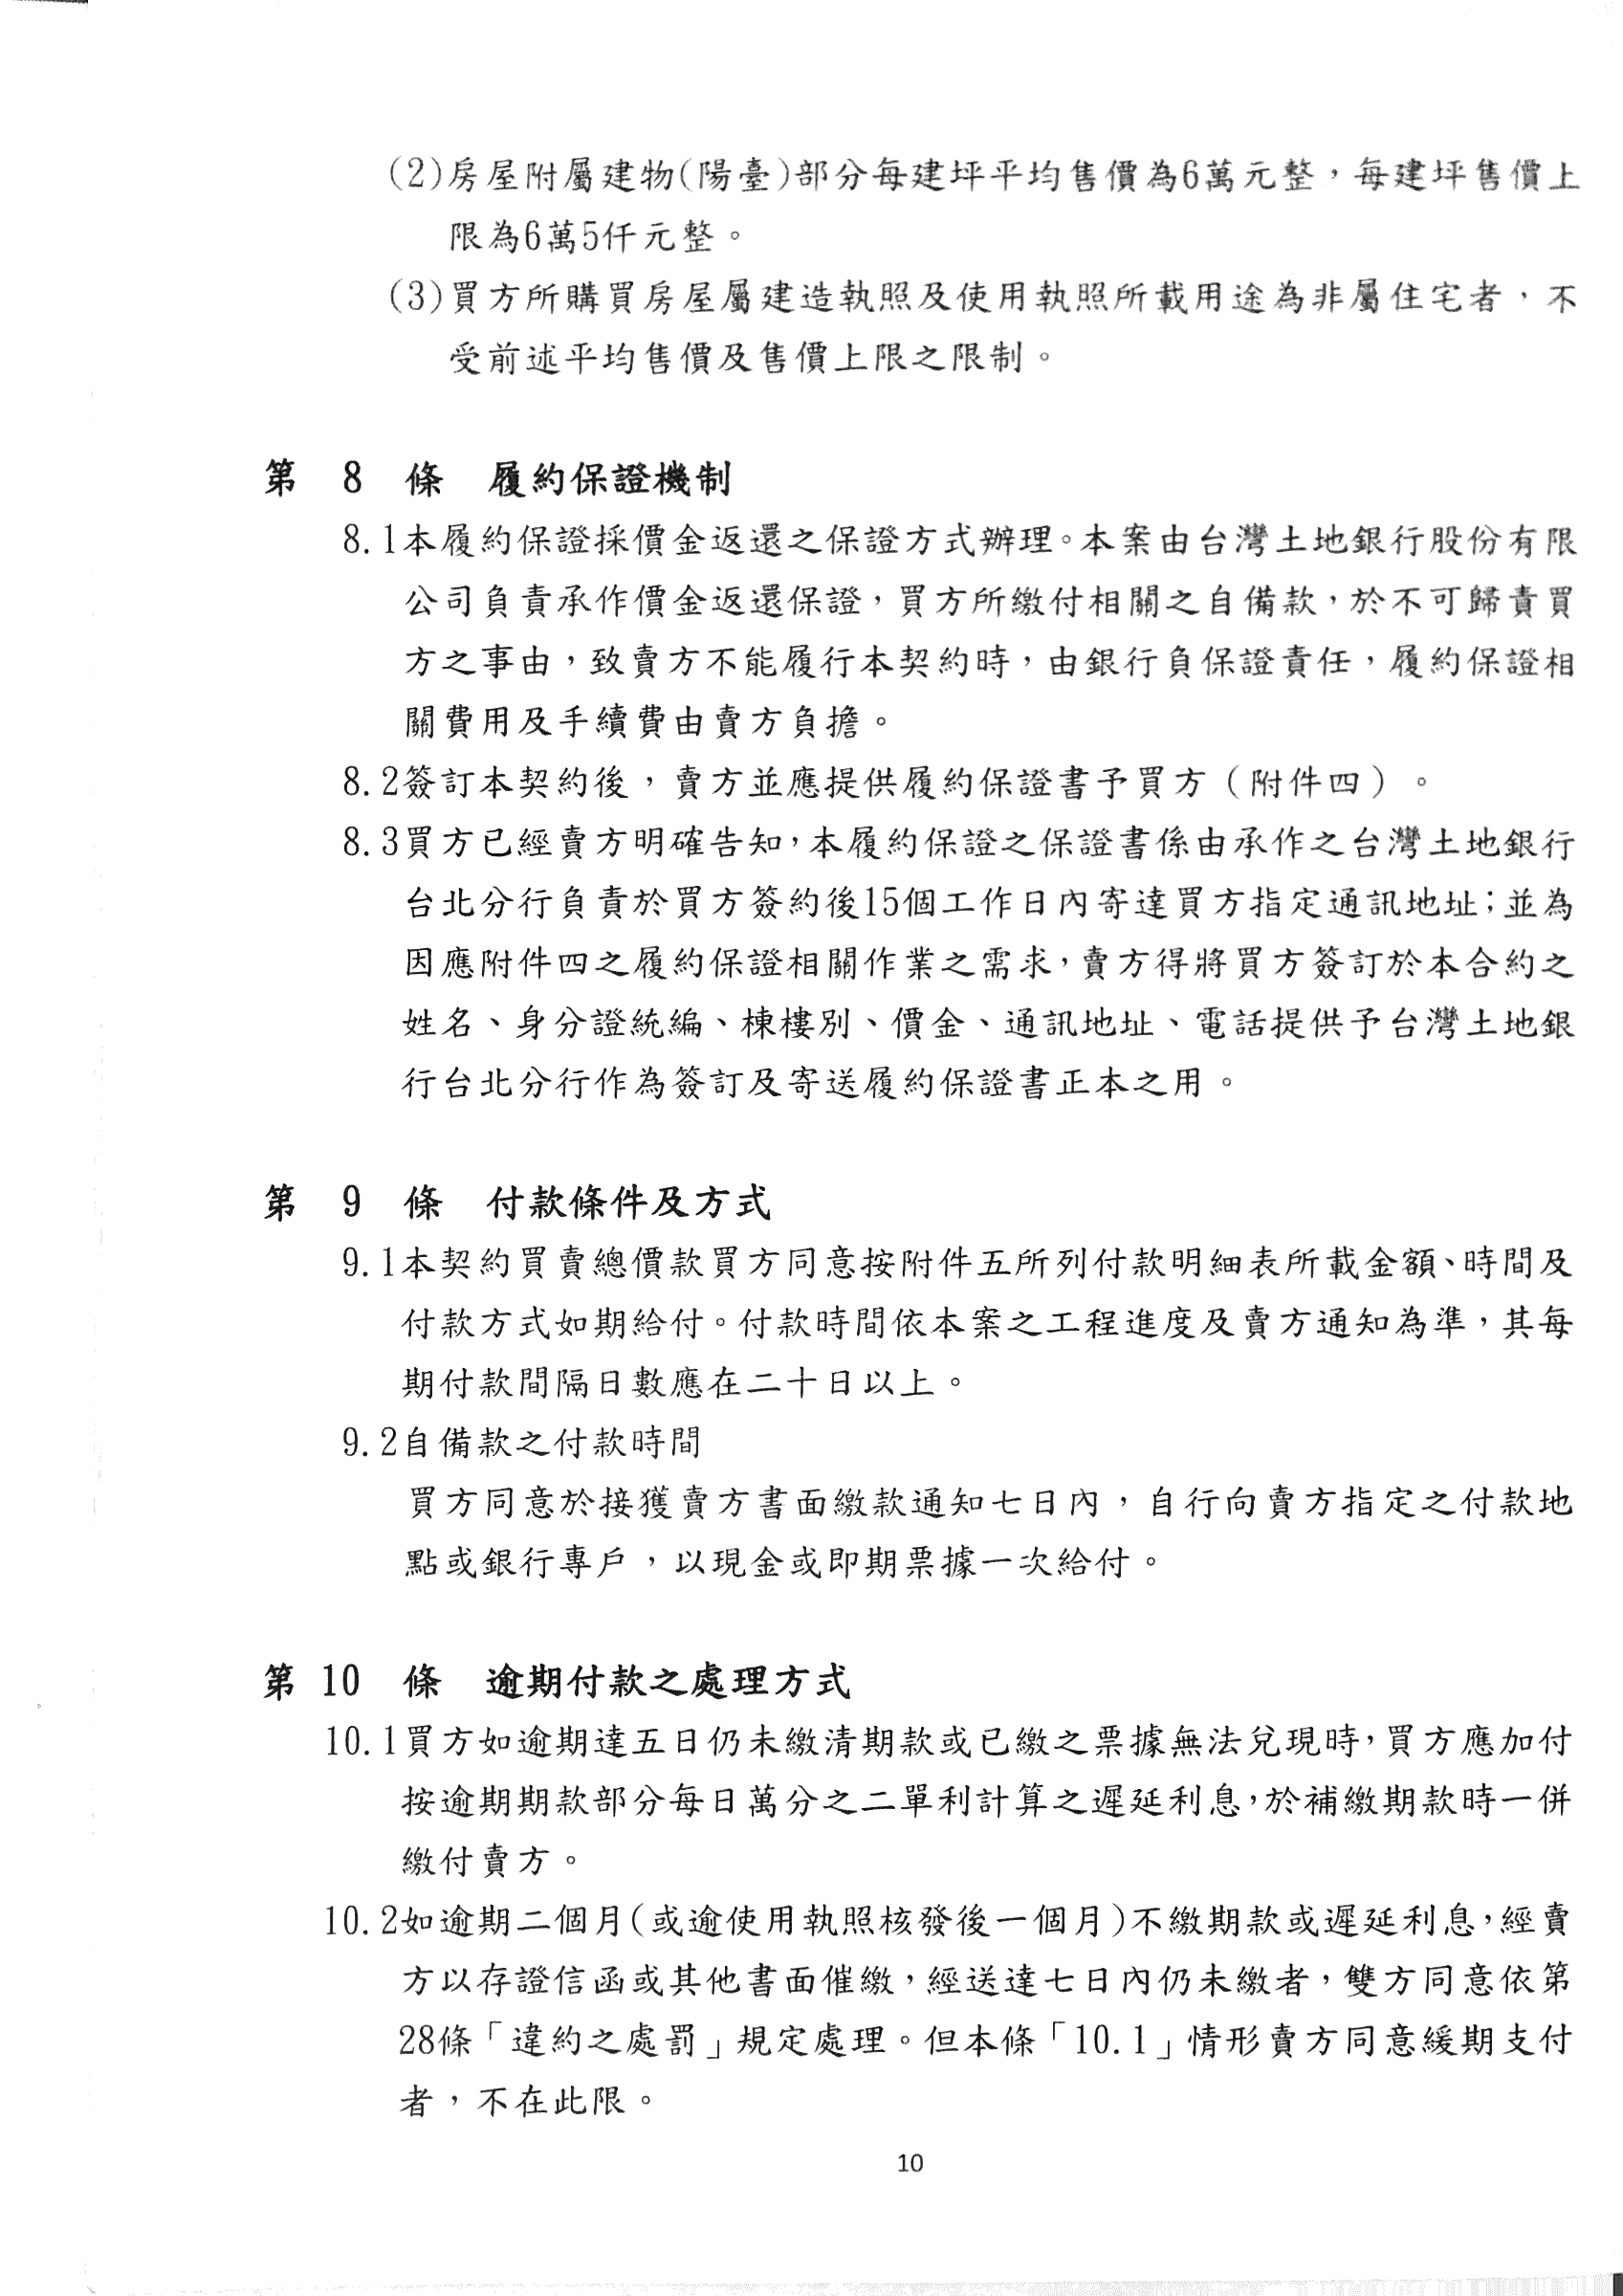 (2)房屋附屬建物(陽臺)部分每建坪平均售價為6萬元整，每建坪售價上
限為6萬5仟元整。
(3)買方所購買房屋屬建造執照及使用執照所載用途為非屬住宅者，不
受前述平均售價及售價上限之限制。
第 8 條 履約保證機制
8.1本履約保證採價金返還之保證方式辦理。本案由台灣土地銀行股份有限
公司負責承作價金返還保證，買方所繳付相關之自備款，於不可歸責買
方之事由，致賣方不能履行本契約時，由銀行負保證責任，履約保證相
關費用及手續費由賣方負擔。
8.2簽訂本契約後，賣方並應提供履約保證書予買方（附件四）。
8.3買方已經賣方明確告知，本履約保證之保證書係由承作之台灣土地銀行
台北分行負責於買方簽約後15個工作日內寄達買方指定通訊地址；並為
因應附件四之履約保證相關作業之需求，賣方得將買方簽訂於本合約之
姓名、身分證統編、棟樓別、價金、通訊地址、電話提供予台灣土地銀
行台北分行作為簽訂及寄送履約保證書正本之用。
第 9 條 付款條件及方式
9.1本契約買賣總價款買方同意按附件五所列付款明細表所載金額、時間及
付款方式如期給付。付款時間依本案之工程進度及賣方通知為準，其每
期付款間隔日數應在二十日以上。
9.2自備款之付款時間
買方同意於接獲賣方書面繳款通知七日內，自行向賣方指定之付款地
點或銀行專戶，以現金或即期票據一次給付。
第 10 條 逾期付款之處理方式
10.1買方如逾期達五日仍未繳清期款或已繳之票據無法兌現時，買方應加付
按逾期期款部分每日萬分之二單利計算之遲延利息，於補繳期款時一併
繳付賣方。
10.2如逾期二個月(或逾使用執照核發後一個月)不繳期款或遲延利息，經賣
方以存證信函或其他書面催繳，經送達七日內仍未繳者，雙方同意依第
28條「違約之處罰」規定處理。但本條「10.1」情形賣方同意緩期支付
者，不在此限。
10